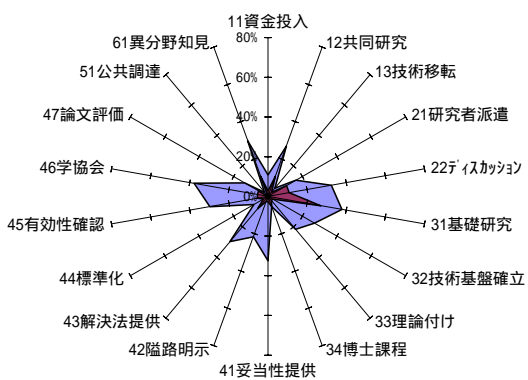 11資金投入
80%
61異分野知見
12共同研究
60%
51公共調達
13技術移転
40%
47論文評価
21研究者派遣
20%
46学協会
22ディスカッション
0%
45有効性確認
31基礎研究
44標準化
32技術基盤確立
43解決法提供
33理論付け
42隘路明示
34博士課程
41妥当性提供